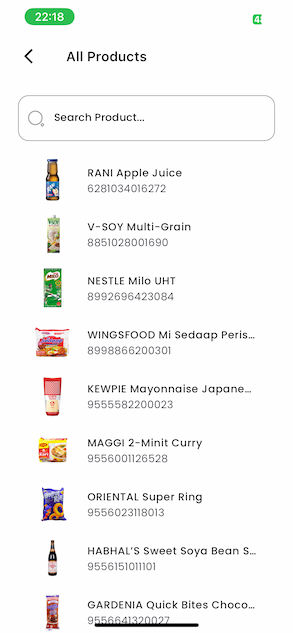 22:18
All Products
Search Product...
RANI Apple Juice
6281034016272
V-SOY Multi-Grain
8851028001690
NESTLE Milo UHT
8992696423084
WINGSFOOD Mi Sedaap Peris...
8998866200301
KEWPIE Mayonnaise Japane...
9555582200023
MAGGI 2-Minit Curry
9556001126528
ORIENTAL Super Ring
9556023118013
HABHAL'S Sweet Soya Bean S...
9556151011101
GARDENIA Quick Bites Choco...
9556641320027